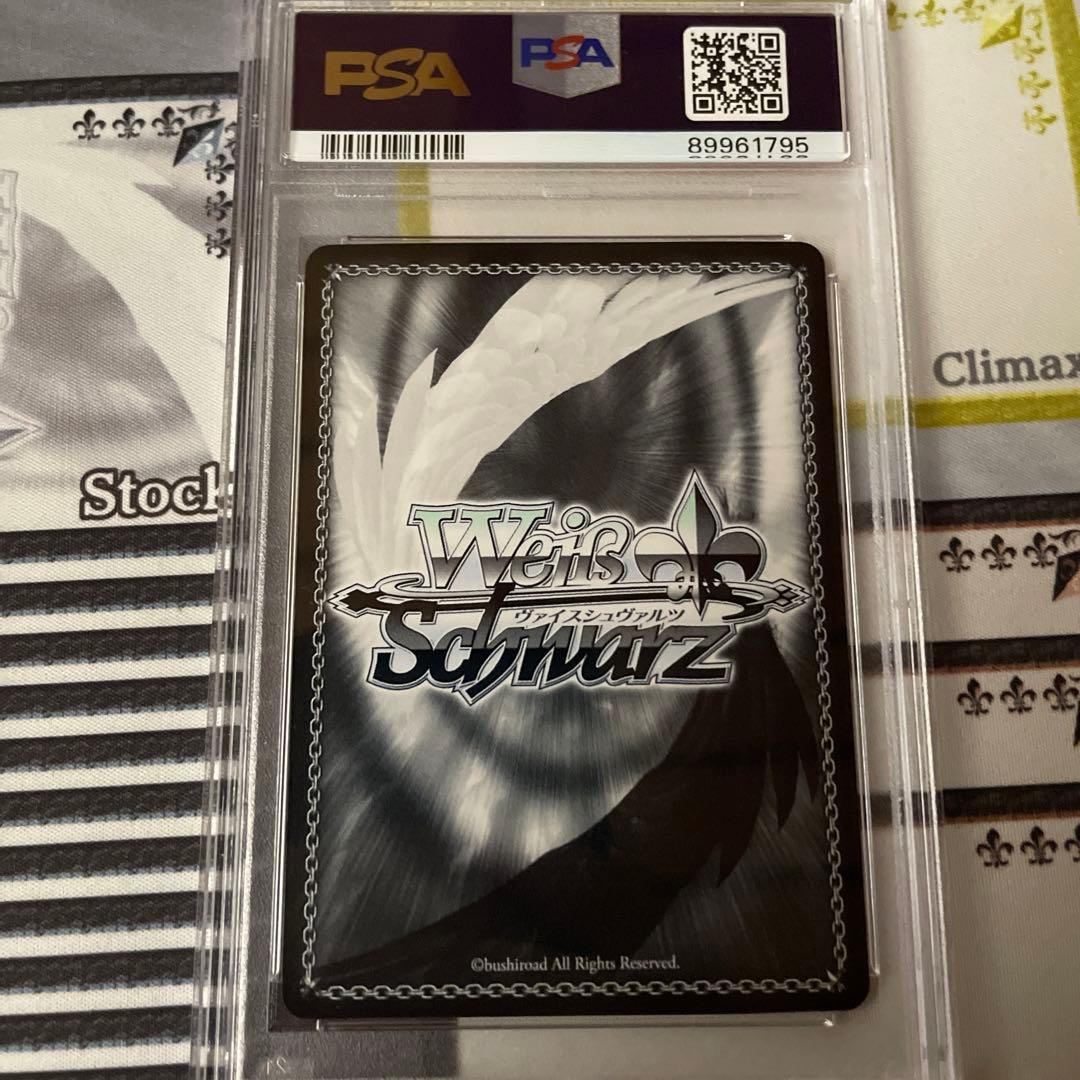 PSA
PSA
89961795
Climax
Stock
Weiß
ヴァイスシュヴァルツ
Schwarz
©bushiroad All Rights Reserved.